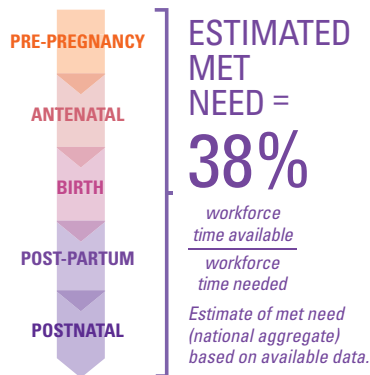 PRE-PREGNANCY
ANTENATAL
BIRTH
POST-PARTUM
POSTNATAL
ESTIMATED
MET
NEED =
38%
workforce
time available
workforce
time needed
Estimate of met need
(national aggregate)
based on available data.